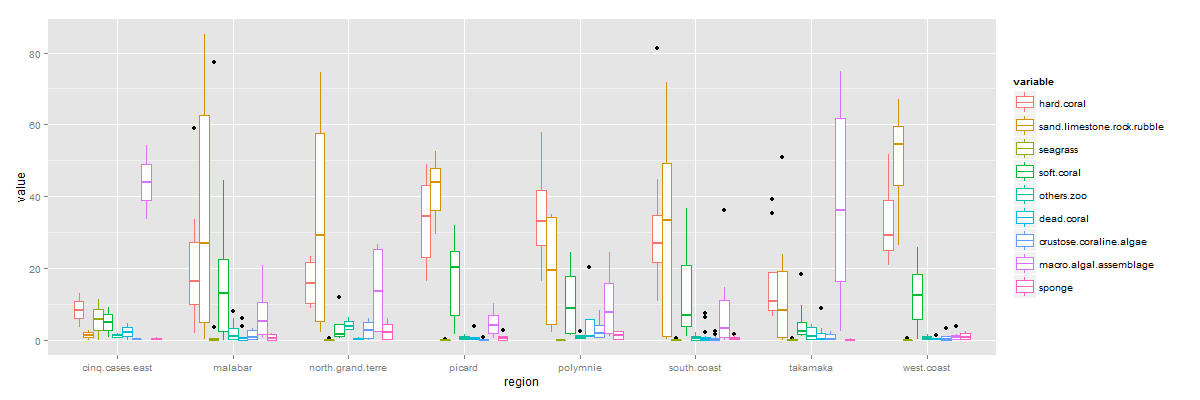 value
80
60
40
20
0
cinq.cases.east malabar north.grand.terre picard polymnie south.coast takamaka west.coast
region
variable
hard.coral
sand.limestone.rock.rubble
seagrass
soft.coral
others.zoo
dead.coral
crustose.coraline.algae
macro.algal.assemblage
sponge